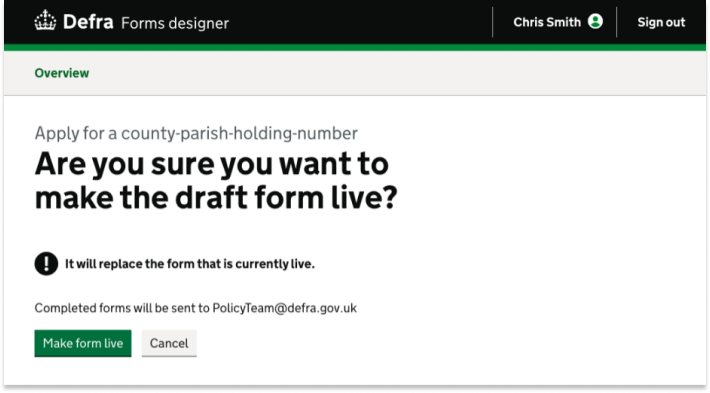 Defra Forms designer
Chris Smith
Sign out
Overview
Apply for a county-parish-holding-number
Are you sure you want to
make the draft form live?
! It will replace the form that is currently live.
Completed forms will be sent to PolicyTeam@defra.gov.uk
Make form live
Cancel